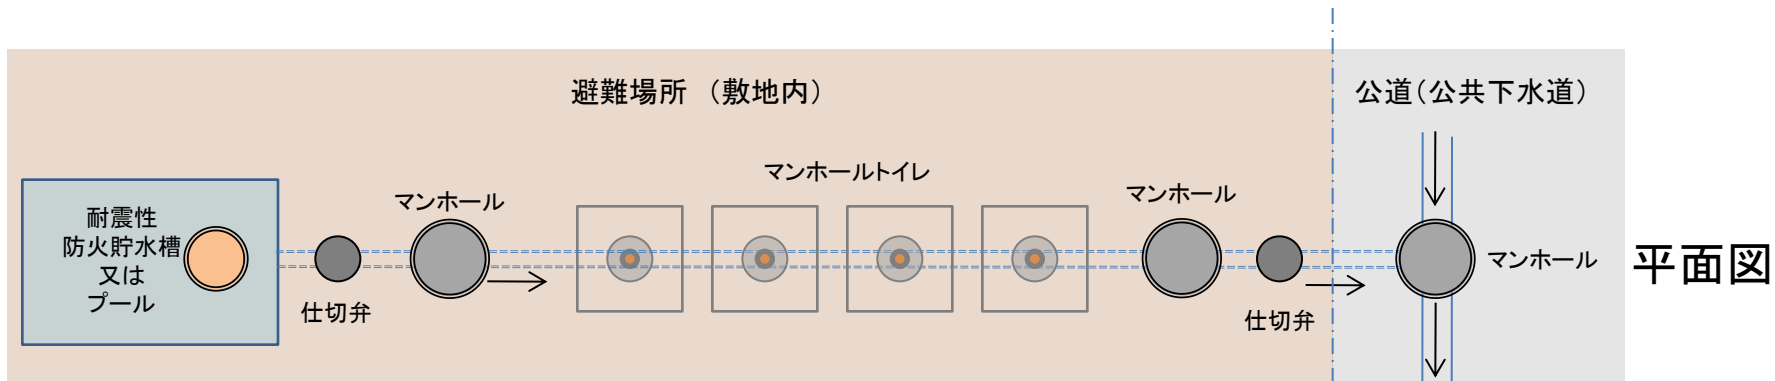 避難場所 （敷地内）
公道（公共下水道）
マンホールトイレ
マンホール
マンホール
耐震性
防火貯水槽
又は
プール
仕切弁
仕切弁
マンホール
平面図